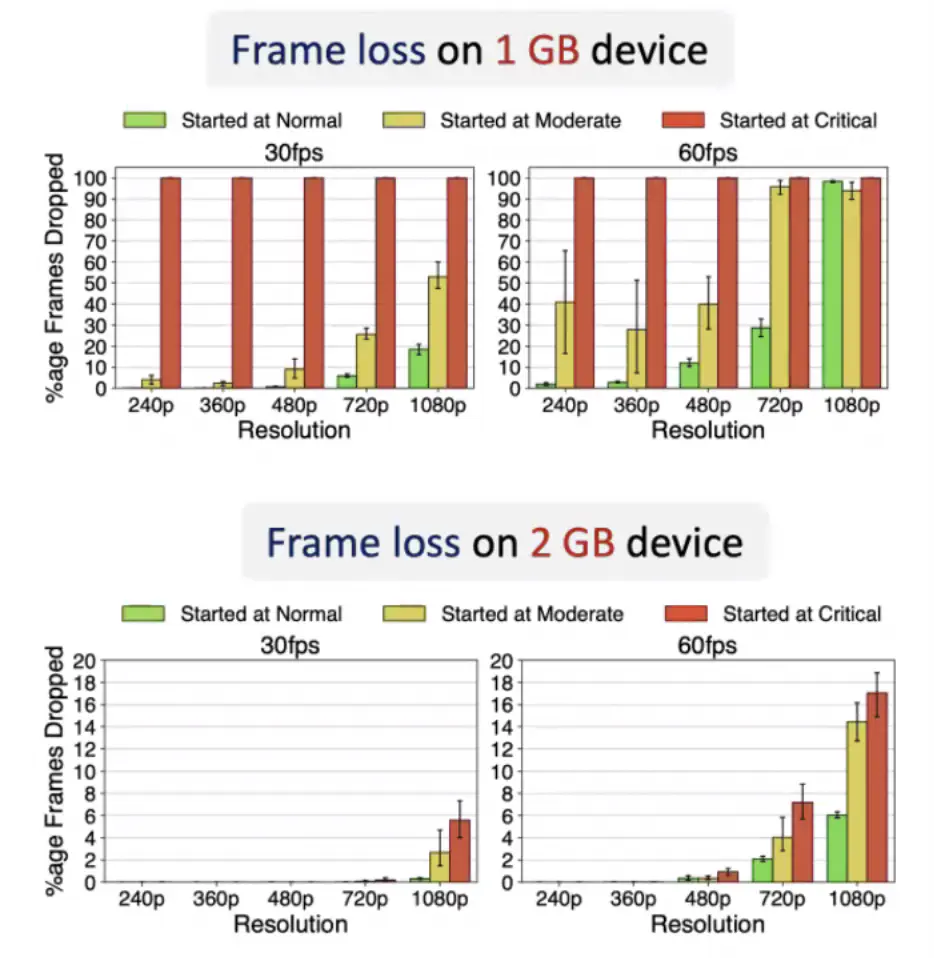 Frame loss on 1 GB device
Started at Normal Started at Moderate Started at Critical
30fps 60fps
%age Frames Dropped
100 100
90 90
80 80
70 70
60 60
50 50
40 40
30 30
20 20
10 10
0 0
240p 360p 480p 720p 1080p 240p 360p 480p 720p 1080p
Resolution Resolution
Frame loss on 2 GB device
Started at Normal Started at Moderate Started at Critical
30fps 60fps
%age Frames Dropped
20 20
18 18
16 16
14 14
12 12
10 10
8 8
6 6
4 4
2 2
0 0
240p 360p 480p 720p 1080p 240p 360p 480p 720p 1080p
Resolution Resolution